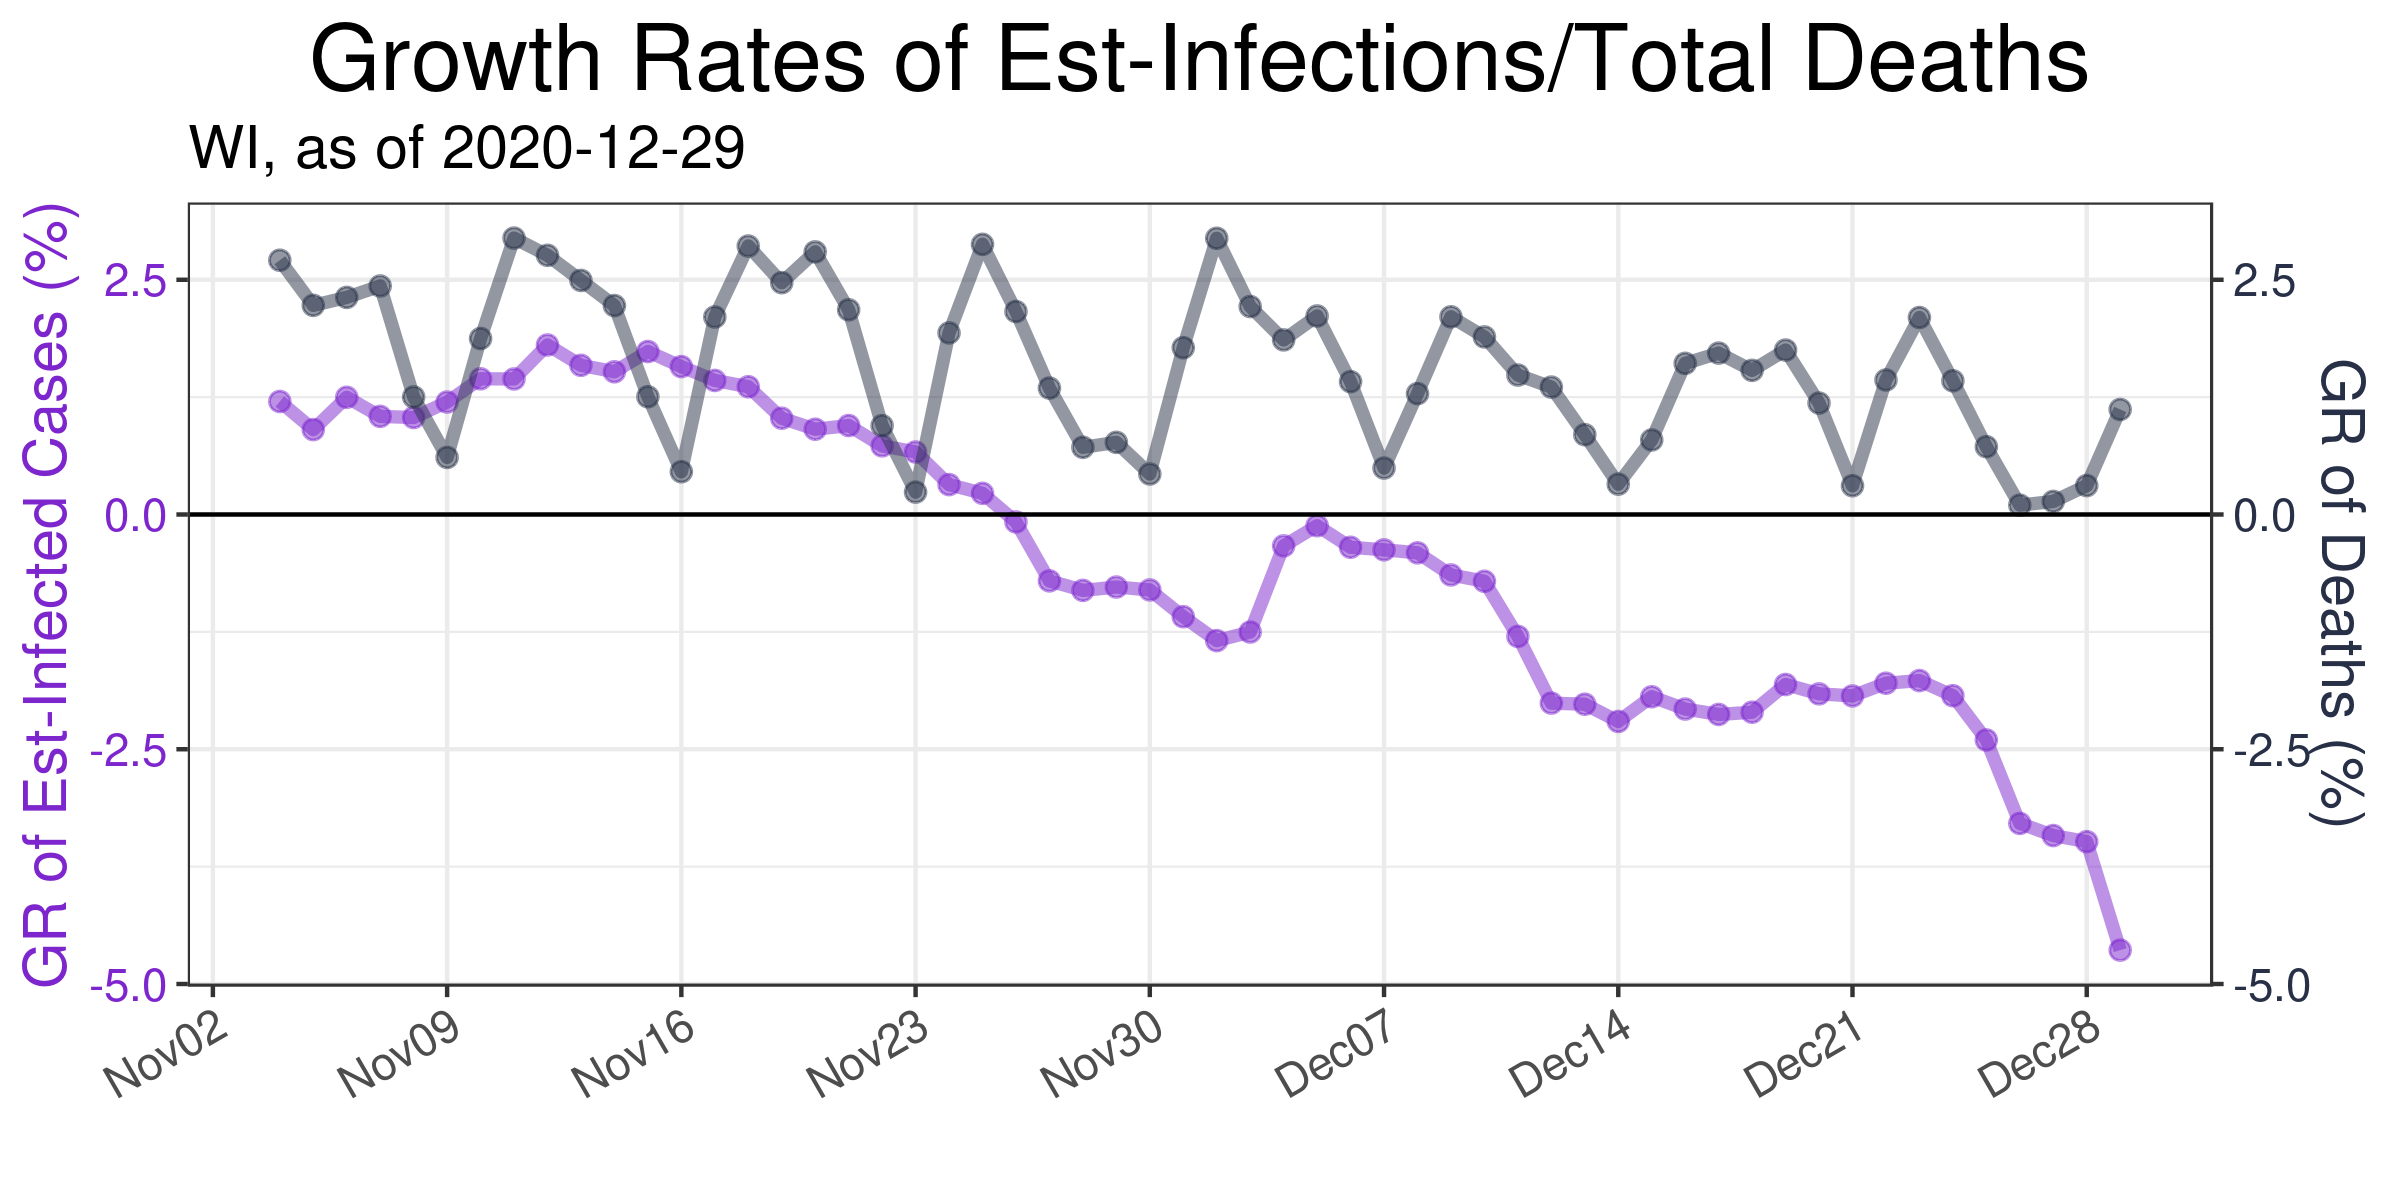 Growth Rates of Est-Infections/Total Deaths
WI, as of 2020-12-29
GR of Est-Infected Cases (%)
2.5
0.0
-2.5
-5.0
2.5
0.0
-2.5
-5.0
GR of Deaths (%)
Nov02
Nov09
Nov16
Nov23
Nov30
Dec07
Dec14
Dec21
Dec28